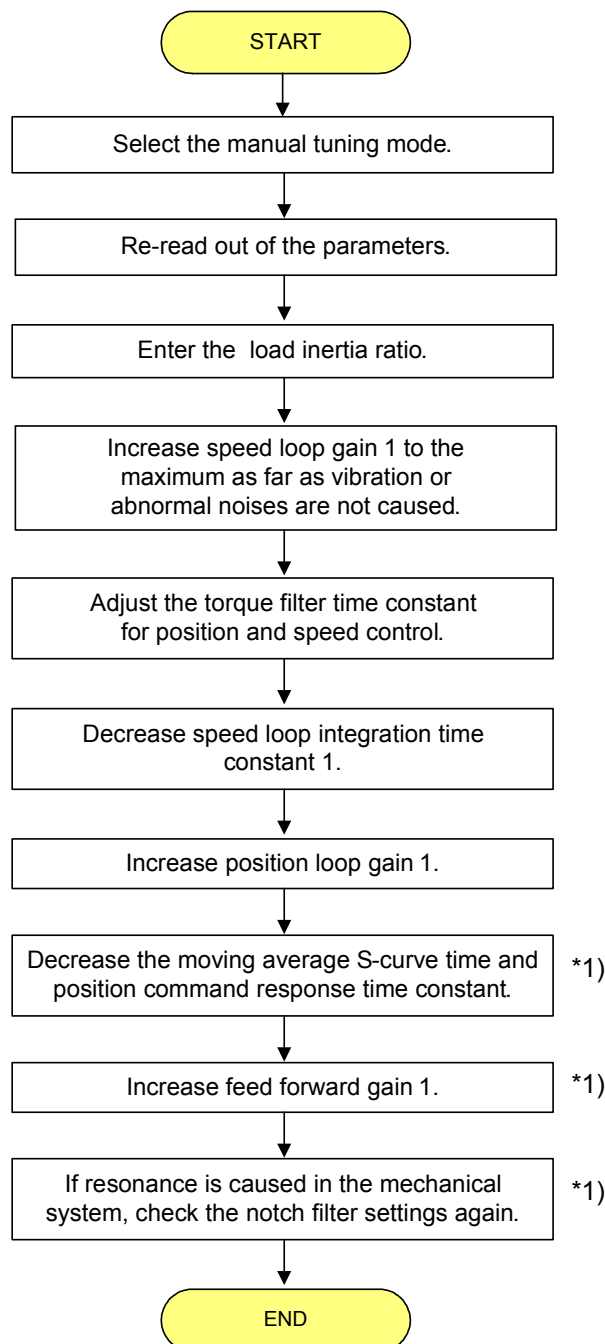 START
Select the manual tuning mode.
Re-read out of the parameters.
Enter the load inertia ratio.
Increase speed loop gain 1 to the
maximum as far as vibration or
abnormal noises are not caused.
Adjust the torque filter time constant
for position and speed control.
Decrease speed loop integration time
constant 1.
Increase position loop gain 1.
Decrease the moving average S-curve time and
position command response time constant.
*1)
Increase feed forward gain 1.
*1)
If resonance is caused in the mechanical
system, check the notch filter settings again.
*1)
END